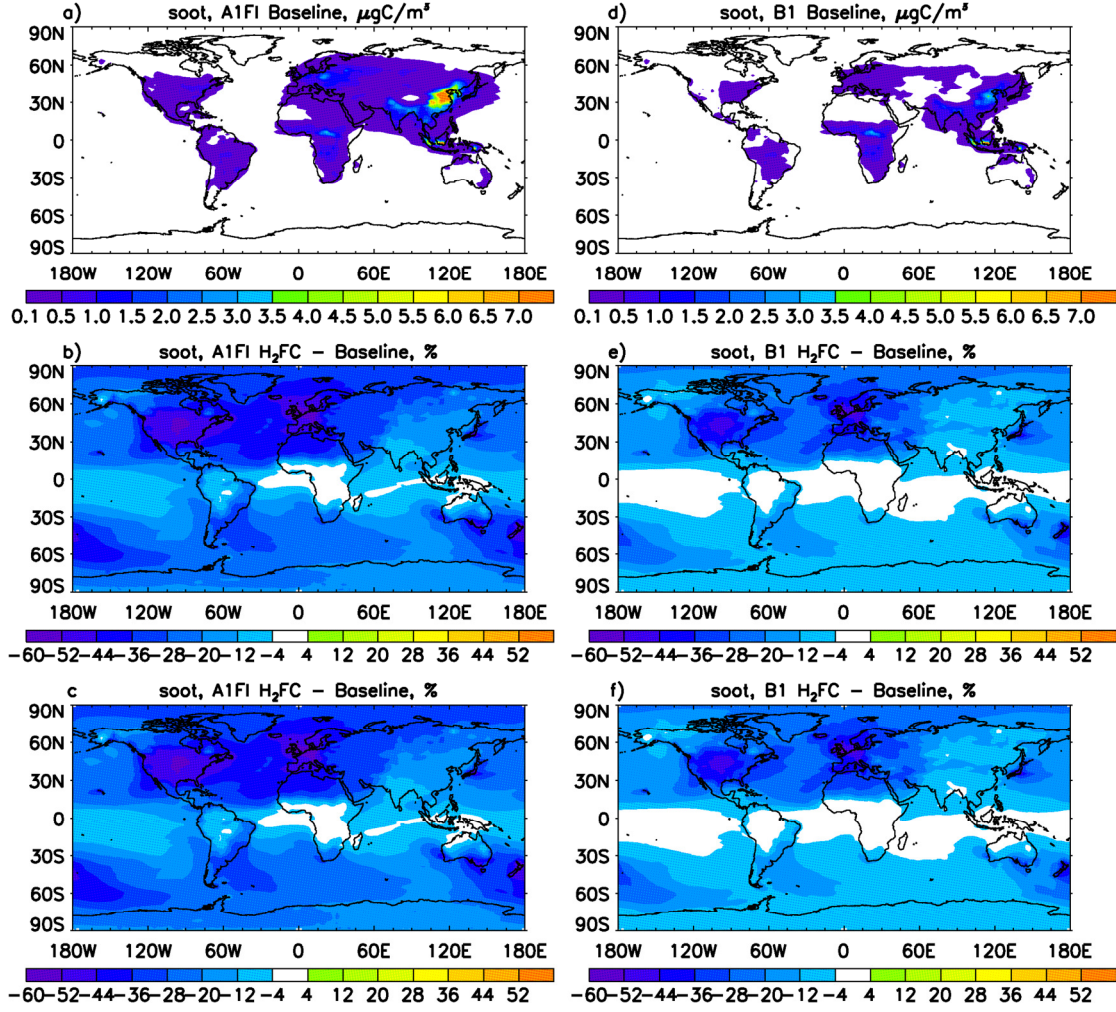 a) soot, A1FI Baseline, μgC/m³
90N
60N
30N
0
30S
60S
90S
180W 120W 60W 0 60E 120E 180E
0.1 0.5 1.0 1.5 2.0 2.5 3.0 3.5 4.0 4.5 5.5 6.0 6.5 7.0
d) soot, B1 Baseline, μgC/m³
90N
60N
30N
0
30S
60S
90S
180W 120W 60W 0 60E 120E 180E
0.1 0.5 1.0 1.5 2.0 2.5 3.0 3.5 4.0 4.5 5.5 6.0 6.5 7.0
b) soot, A1FI H₂FC – Baseline, %
90N
60N
30N
0
30S
60S
90S
180W 120W 60W 0 60E 120E 180E
−60−52−44−36−28−20−12 −4 4 12 20 28 36 44 52
e) soot, B1 H₂FC – Baseline, %
90N
60N
30N
0
30S
60S
90S
180W 120W 60W 0 60E 120E 180E
−60−52−44−36−28−20−12 −4 4 12 20 28 36 44 52
c soot, A1FI H₂FC – Baseline, %
90N
60N
30N
0
30S
60S
90S
180W 120W 60W 0 60E 120E 180E
−60−52−44−36−28−20−12 −4 4 12 20 28 36 44 52
f) soot, B1 H₂FC – Baseline, %
90N
60N
30N
0
30S
60S
90S
180W 120W 60W 0 60E 120E 180E
−60−52−44−36−28−20−12 −4 4 12 20 28 36 44 52